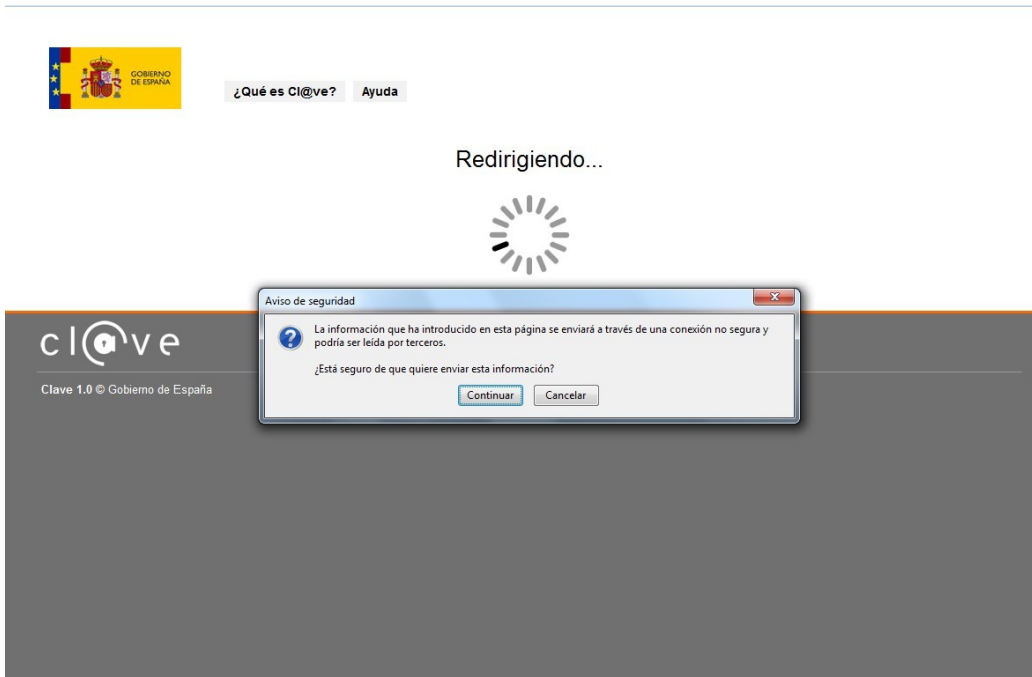 GOBIERNO
DE ESPAÑA
¿Qué es Cl@ve? Ayuda
Redirigiendo...
Aviso de seguridad
La información que ha introducido en esta página se enviará a través de una conexión no segura y
podría ser leída por terceros.
¿Está seguro de que quiere enviar esta información?
Continuar Cancelar
cl@ve
Clave 1.0 © Gobierno de España